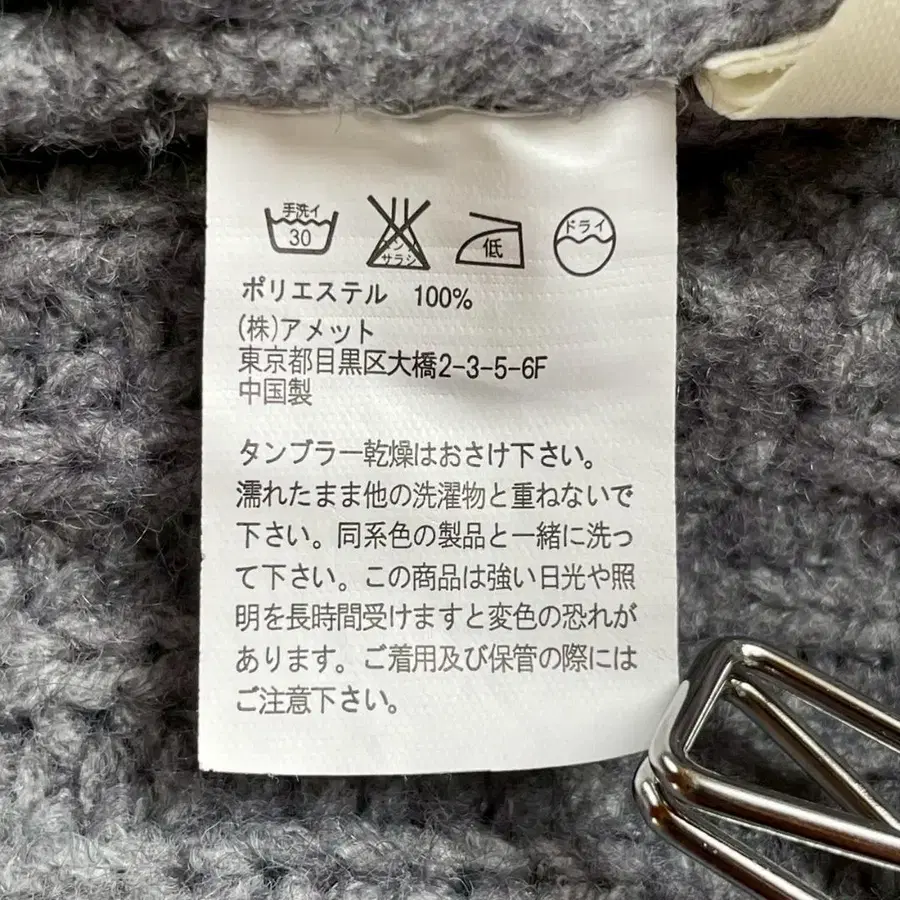 手洗イ
30
サラシ
低
ドライ
ポリエステル 100%
(株)アメット
東京都目黒区大橋2-3-5-6F
中国製
タンブラー乾燥はおさけ下さい。
濡れたまま他の洗濯物と重ねないで
下さい。同系色の製品と一緒に洗っ
て下さい。この商品は強い日光や照
明を長時間受けますと変色の恐れが
あります。ご着用及び保管の際には
ご注意下さい。